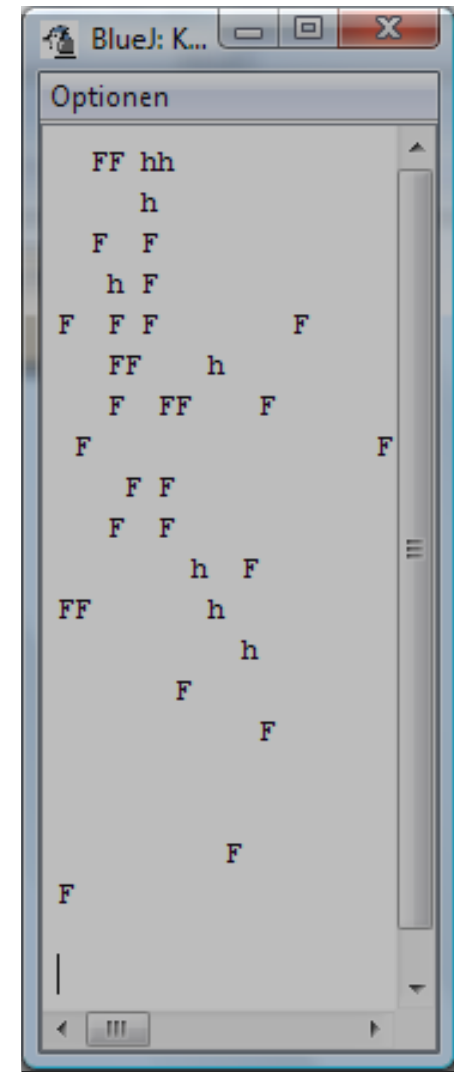 BlueJ: K...
Optionen
  FF hh
     h
  F  F
   h F
F  F F        F
   FF    h
   F  FF    F
 F                 F
    F F
   F  F
        h  F
FF       h
           h
       F
            F


          F
F